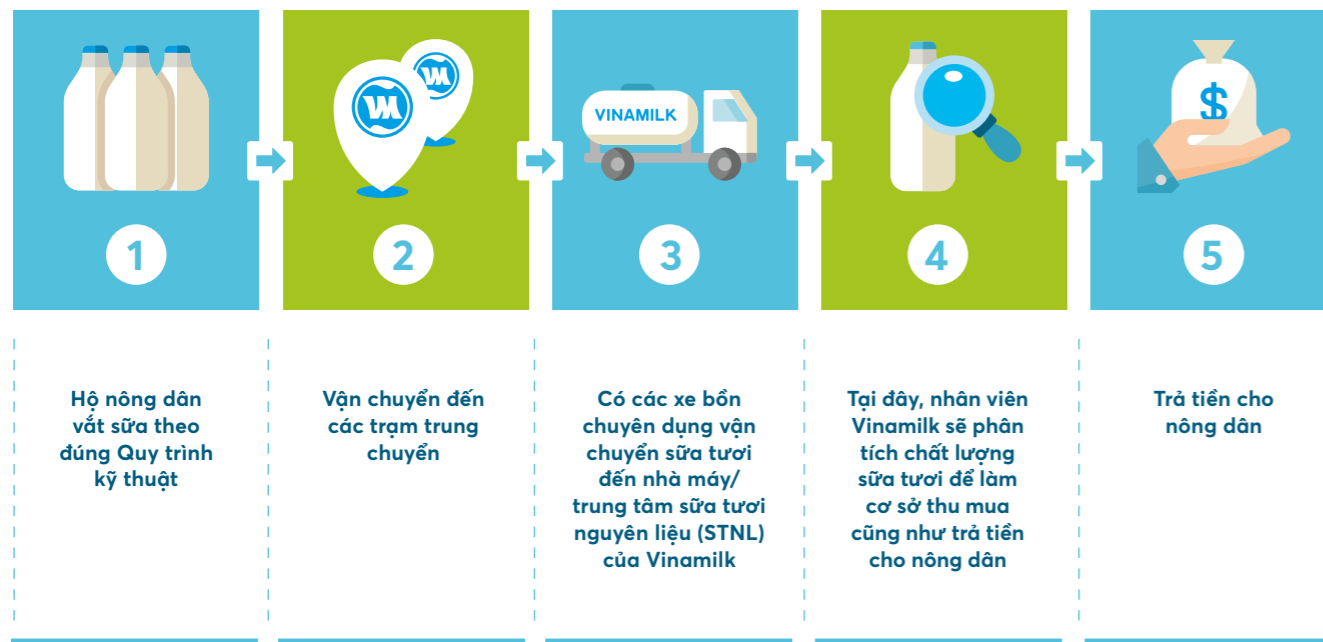 VM
VM
VINAMILK
$
1
2
3
4
5
Hộ nông dân
vắt sữa theo
đúng Quy trình
kỹ thuật
Vận chuyển đến
các trạm trung
chuyển
Có các xe bồn
chuyên dụng vận
chuyển sữa tươi
đến nhà máy/
trung tâm sữa tươi
nguyên liệu (STNL)
của Vinamilk
Tại đây, nhân viên
Vinamilk sẽ phân
tích chất lượng
sữa tươi để làm
cơ sở thu mua
cũng như trả tiền
cho nông dân
Trả tiền cho
nông dân